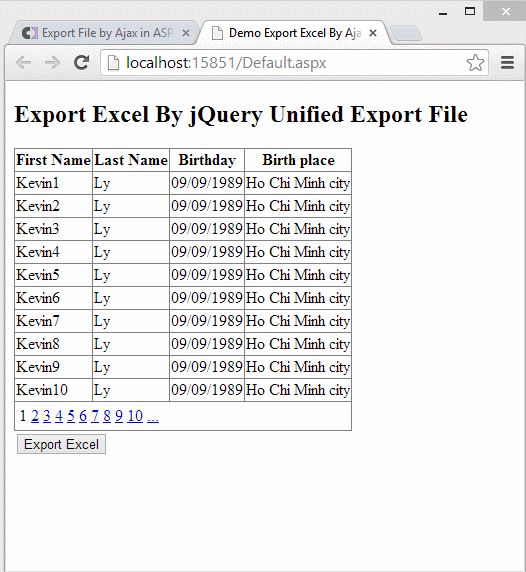 Export File by Ajax in ASP
Demo Export Excel By Aja
localhost:15851/Default.aspx
Export Excel By jQuery Unified Export File
First Name Last Name Birthday Birth place
Kevin1 Ly 09/09/1989 Ho Chi Minh city
Kevin2 Ly 09/09/1989 Ho Chi Minh city
Kevin3 Ly 09/09/1989 Ho Chi Minh city
Kevin4 Ly 09/09/1989 Ho Chi Minh city
Kevin5 Ly 09/09/1989 Ho Chi Minh city
Kevin6 Ly 09/09/1989 Ho Chi Minh city
Kevin7 Ly 09/09/1989 Ho Chi Minh city
Kevin8 Ly 09/09/1989 Ho Chi Minh city
Kevin9 Ly 09/09/1989 Ho Chi Minh city
Kevin10 Ly 09/09/1989 Ho Chi Minh city
1 2 3 4 5 6 7 8 9 10 ...
Export Excel